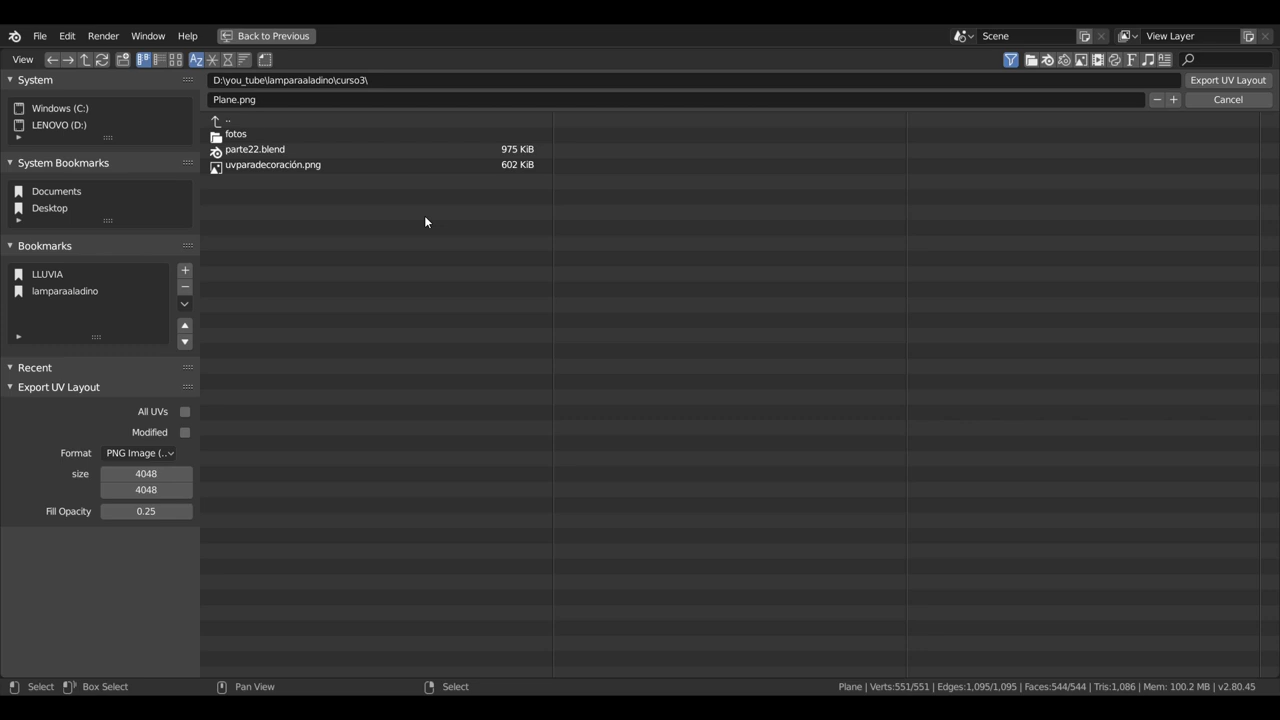 File Edit Render Window Help Back to Previous Scene View Layer
View
System D:\you_tube\lamparaaladino\curso3\ Export UV Layout
Plane.png Cancel
Windows (C:)
LENOVO (D:)
..
fotos
parte22.blend 975 KiB
uvparadecoración.png 602 KiB
System Bookmarks
Documents
Desktop
Bookmarks
LLUVIA
lamparaaladino
Recent
Export UV Layout
All UVs
Modified
Format PNG Image (..
size 4048
4048
Fill Opacity 0.25
Select Box Select Pan View Select Plane | Verts:551/551 | Edges:1,095/1,095 | Faces:544/544 | Tris:1,086 | Mem: 100.2 MB | v2.80.45